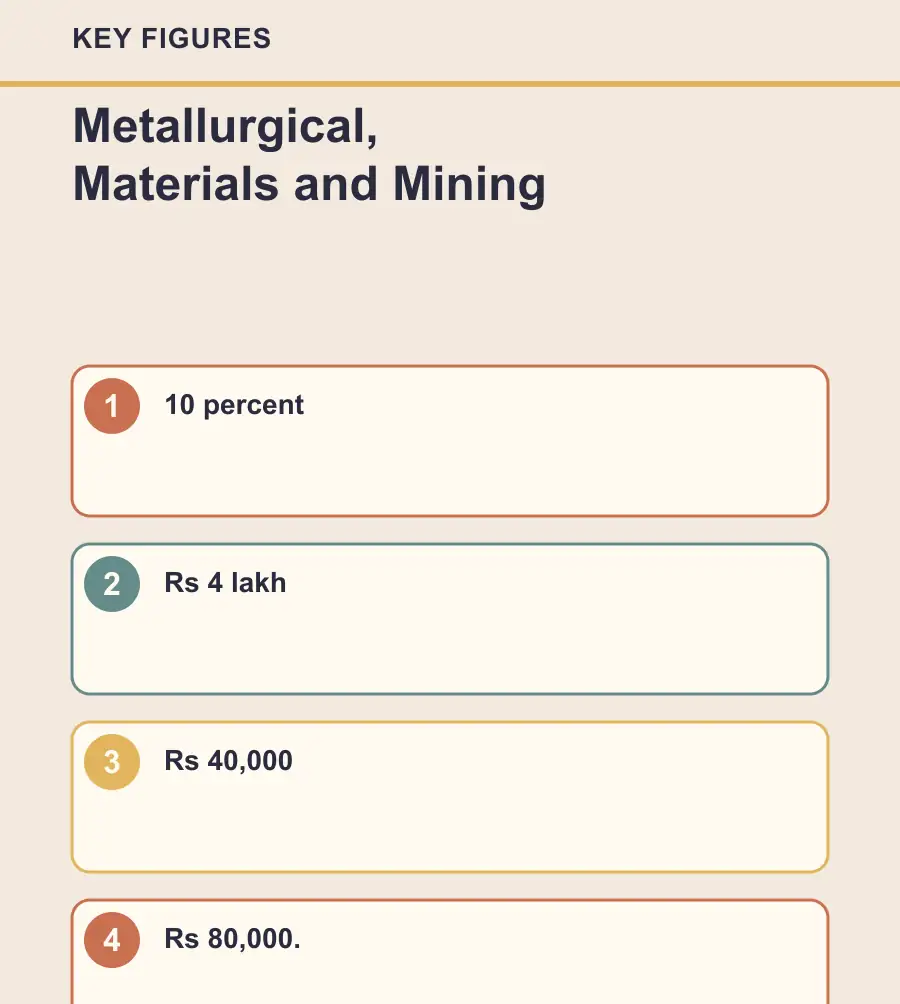 KEY FIGURES
Metallurgical,
Materials and Mining
1 10 percent
2 Rs 4 lakh
3 Rs 40,000
4 Rs 80,000.